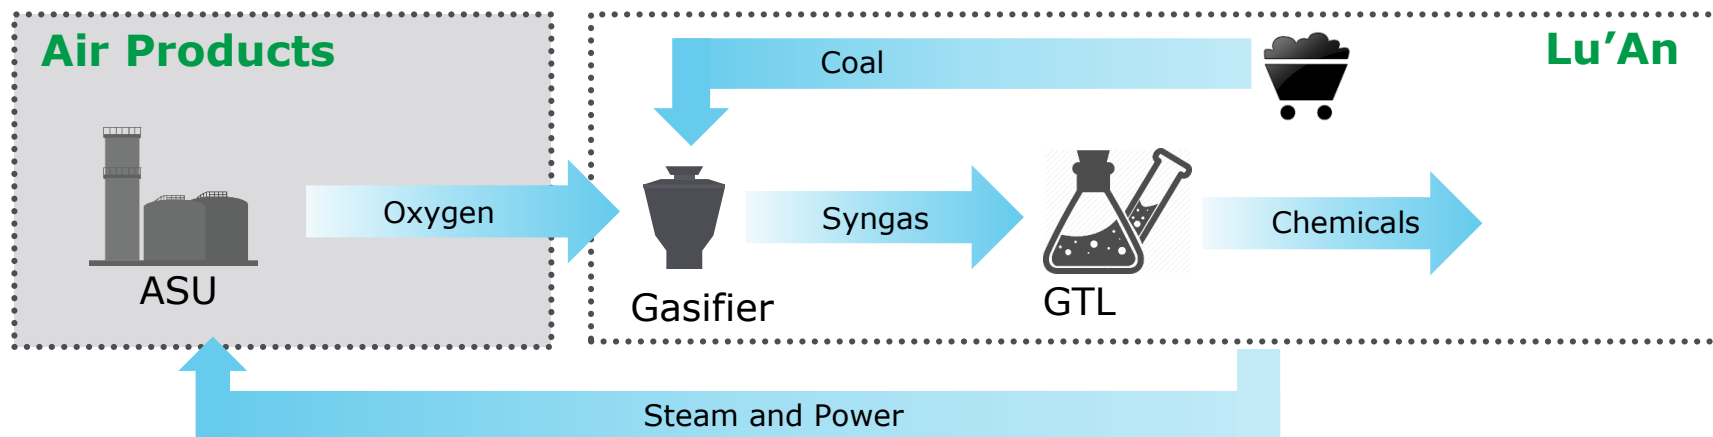 Air Products
Lu’An
Coal
Oxygen
Syngas
Chemicals
ASU
Gasifier
GTL
Steam and Power